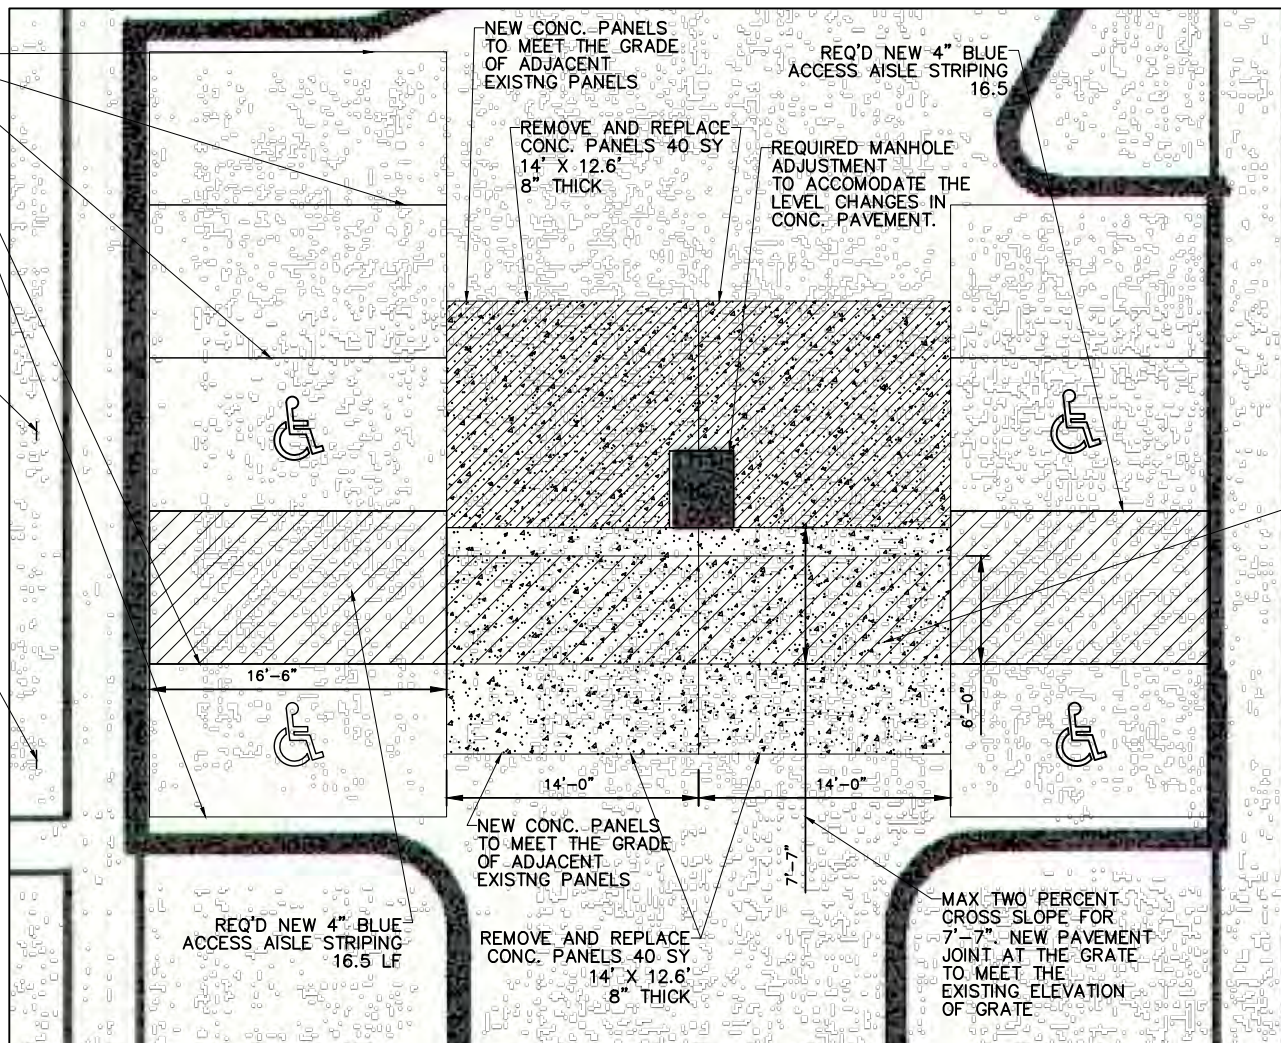 NEW CONC. PANELS
TO MEET THE GRADE
OF ADJACENT
EXISTNG PANELS
REQ'D NEW 4" BLUE
ACCESS AISLE STRIPING
16.5
REMOVE AND REPLACE
CONC. PANELS 40 SY
14' X 12.6'
8" THICK
REQUIRED MANHOLE
ADJUSTMENT
TO ACCOMODATE THE
LEVEL CHANGES IN
CONC. PAVEMENT.
16'-6"
6'-0"
14'-0"
14'-0"
7'-7"
NEW CONC. PANELS
TO MEET THE GRADE
OF ADJACENT
EXISTNG PANELS
REQ'D NEW 4" BLUE
ACCESS AISLE STRIPING
16.5 LF
REMOVE AND REPLACE
CONC. PANELS 40 SY
14' X 12.6'
8" THICK
MAX TWO PERCENT
CROSS SLOPE FOR
7'-7". NEW PAVEMENT
JOINT AT THE GRATE
TO MEET THE
EXISTING ELEVATION
OF GRATE